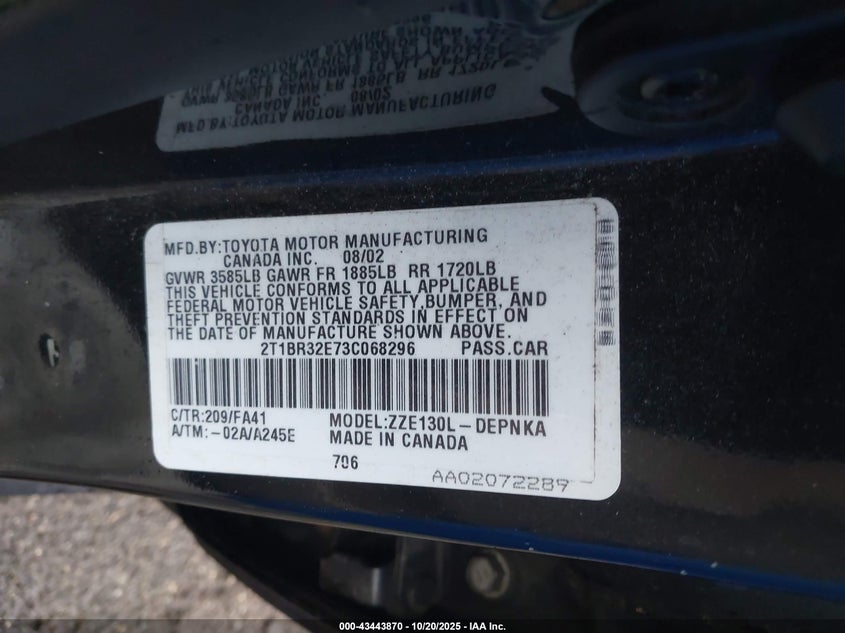 MFD.BY:TOYOTA MOTOR MANUFACTURING
CANADA INC. 08/02
GVWR 3585LB GAWR FR 1885LB RR 1720LB
THIS VEHICLE CONFORMS TO ALL APPLICABLE
FEDERAL MOTOR VEHICLE SAFETY,BUMPER, AND
THEFT PREVENTION STANDARDS IN EFFECT ON
THE DATE OF MANUFACTURE SHOWN ABOVE.
2T1BR32E73C068296 PASS.CAR
C/TR:209/FA41 MODEL:ZZE130L-DEPNKA
A/TM:-02A/A245E MADE IN CANADA
706
AA02072289
000-43443870 | 10/20/2025 - IAA Inc.